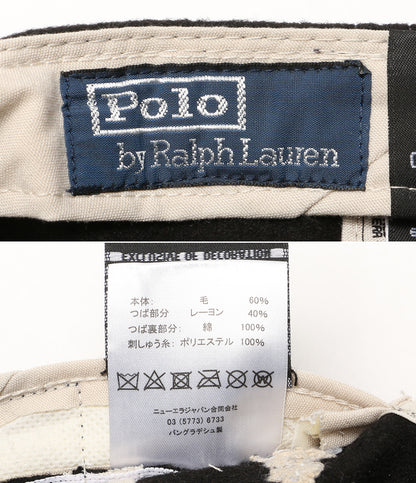 Polo
by Ralph Lauren
EXCLUSIVE OF DECORATION
本体: 毛 60%
つば部分 レーヨン 40%
つば裏部分: 綿 100%
刺しゅう糸: ポリエステル 100%
ニューエラジャパン合同会社
03 (5773) 6733
バングラデシュ製